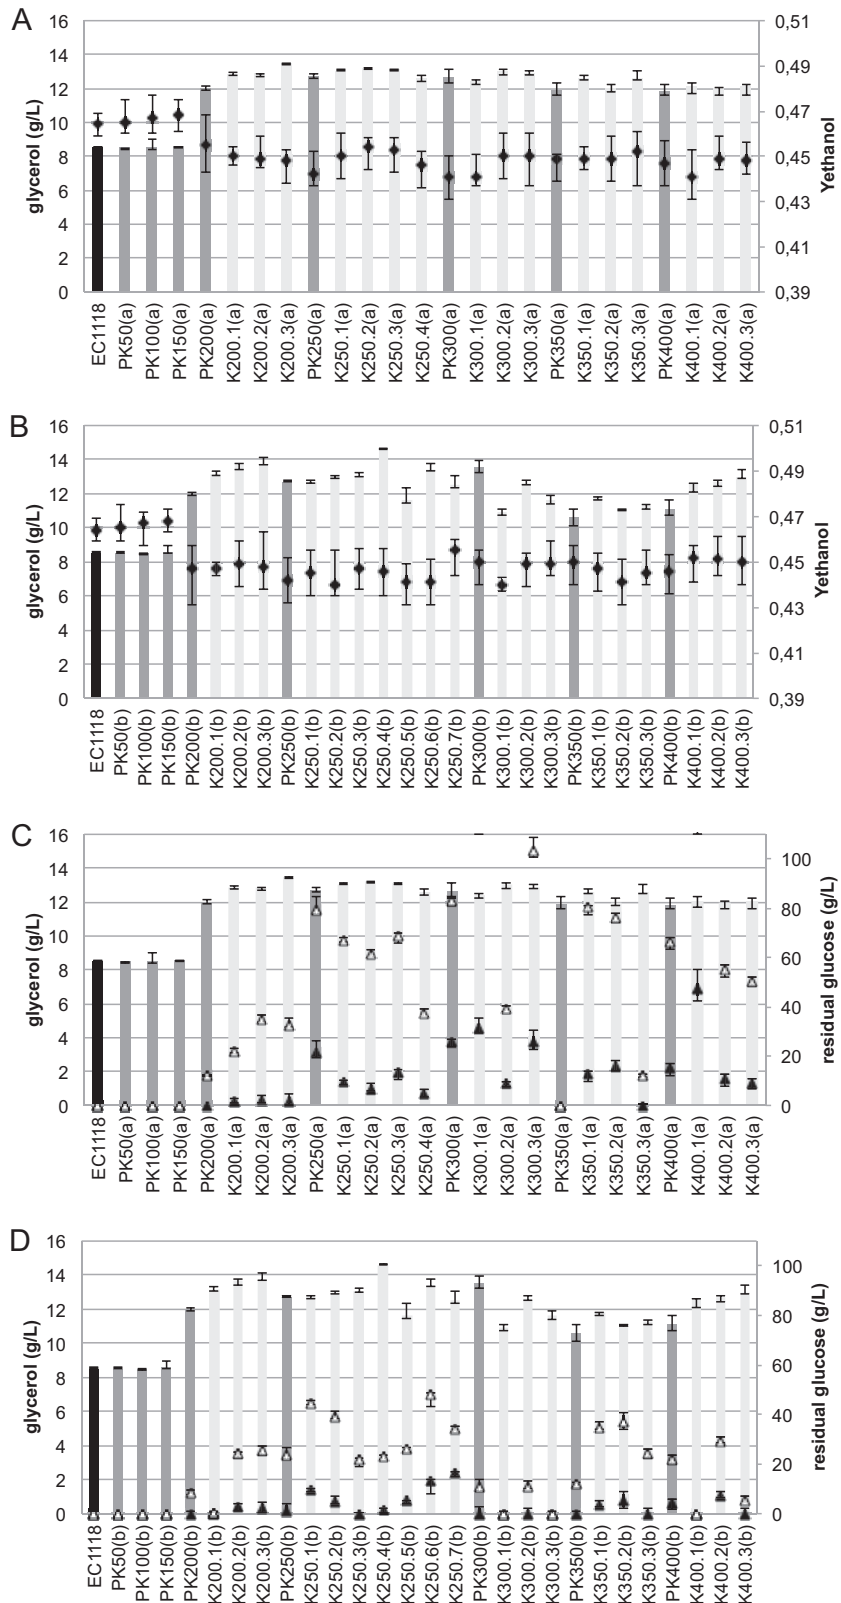 A
16
14
12
10
8
6
4
2
0
glycerol (g/L)
0,51
0,49
0,47
0,45
0,43
0,41
0,39
Yethanol
EC1118
PK50(a)
PK100(a)
PK150(a)
PK200(a)
K200.1(a)
K200.2(a)
K200.3(a)
PK250(a)
K250.1(a)
K250.2(a)
K250.3(a)
K250.4(a)
PK300(a)
K300.1(a)
K300.2(a)
K300.3(a)
PK350(a)
K350.1(a)
K350.2(a)
K350.3(a)
PK400(a)
K400.1(a)
K400.2(a)
K400.3(a)
B
16
14
12
10
8
6
4
2
0
glycerol (g/L)
0,51
0,49
0,47
0,45
0,43
0,41
0,39
Yethanol
EC1118
PK50(b)
PK100(b)
PK150(b)
PK200(b)
K200.1(b)
K200.2(b)
K200.3(b)
PK250(b)
K250.1(b)
K250.2(b)
K250.3(b)
K250.4(b)
K250.5(b)
K250.6(b)
K250.7(b)
PK300(b)
K300.1(b)
K300.2(b)
K300.3(b)
PK350(b)
K350.1(b)
K350.2(b)
K350.3(b)
PK400(b)
K400.1(b)
K400.2(b)
K400.3(b)
C
16
14
12
10
8
6
4
2
0
glycerol (g/L)
100
80
60
40
20
0
residual glucose (g/L)
EC1118
PK50(a)
PK100(a)
PK150(a)
PK200(a)
K200.1(a)
K200.2(a)
K200.3(a)
PK250(a)
K250.1(a)
K250.2(a)
K250.3(a)
K250.4(a)
PK300(a)
K300.1(a)
K300.2(a)
K300.3(a)
PK350(a)
K350.1(a)
K350.2(a)
K350.3(a)
PK400(a)
K400.1(a)
K400.2(a)
K400.3(a)
D
16
14
12
10
8
6
4
2
0
glycerol (g/L)
100
80
60
40
20
0
residual glucose (g/L)
EC1118
PK50(b)
PK100(b)
PK150(b)
PK200(b)
K200.1(b)
K200.2(b)
K200.3(b)
PK250(b)
K250.1(b)
K250.2(b)
K250.3(b)
K250.4(b)
K250.5(b)
K250.6(b)
K250.7(b)
PK300(b)
K300.1(b)
K300.2(b)
K300.3(b)
PK350(b)
K350.1(b)
K350.2(b)
K350.3(b)
PK400(b)
K400.1(b)
K400.2(b)
K400.3(b)